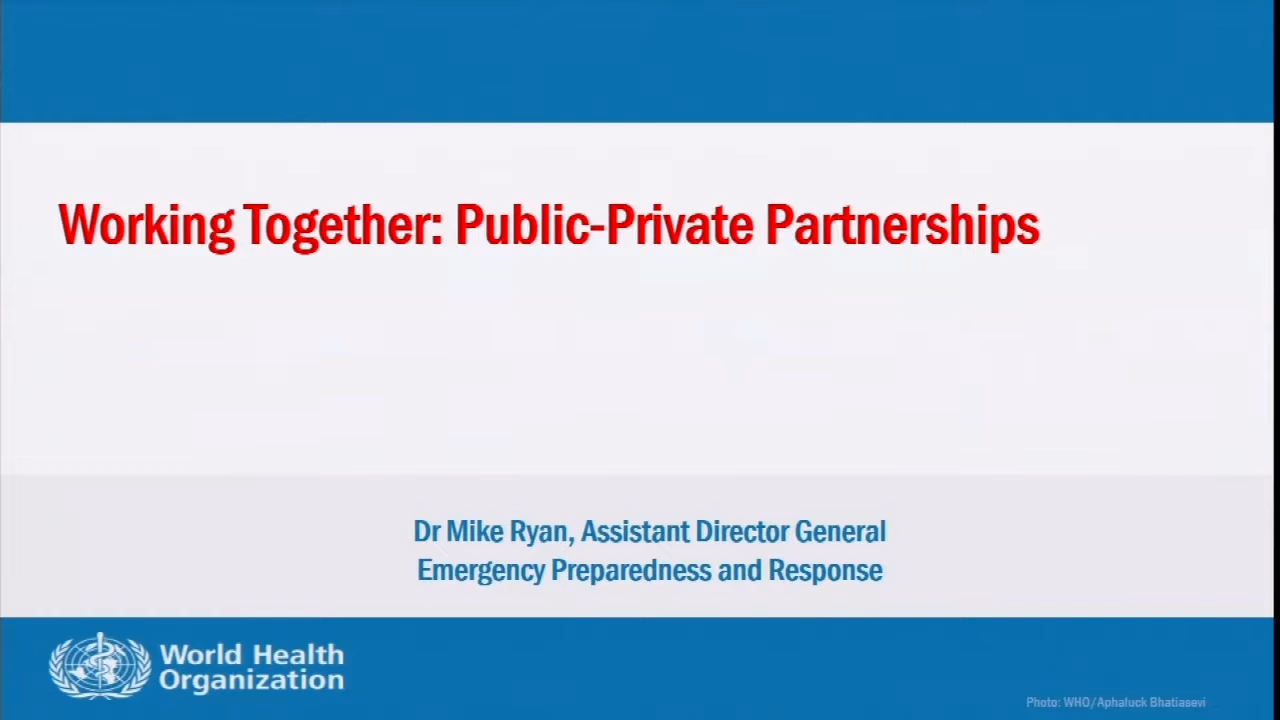 Working Together: Public-Private Partnerships
Dr Mike Ryan, Assistant Director General
Emergency Preparedness and Response
World Health
Organization
Photo: WHO/Aphaluck Bhatiasevi